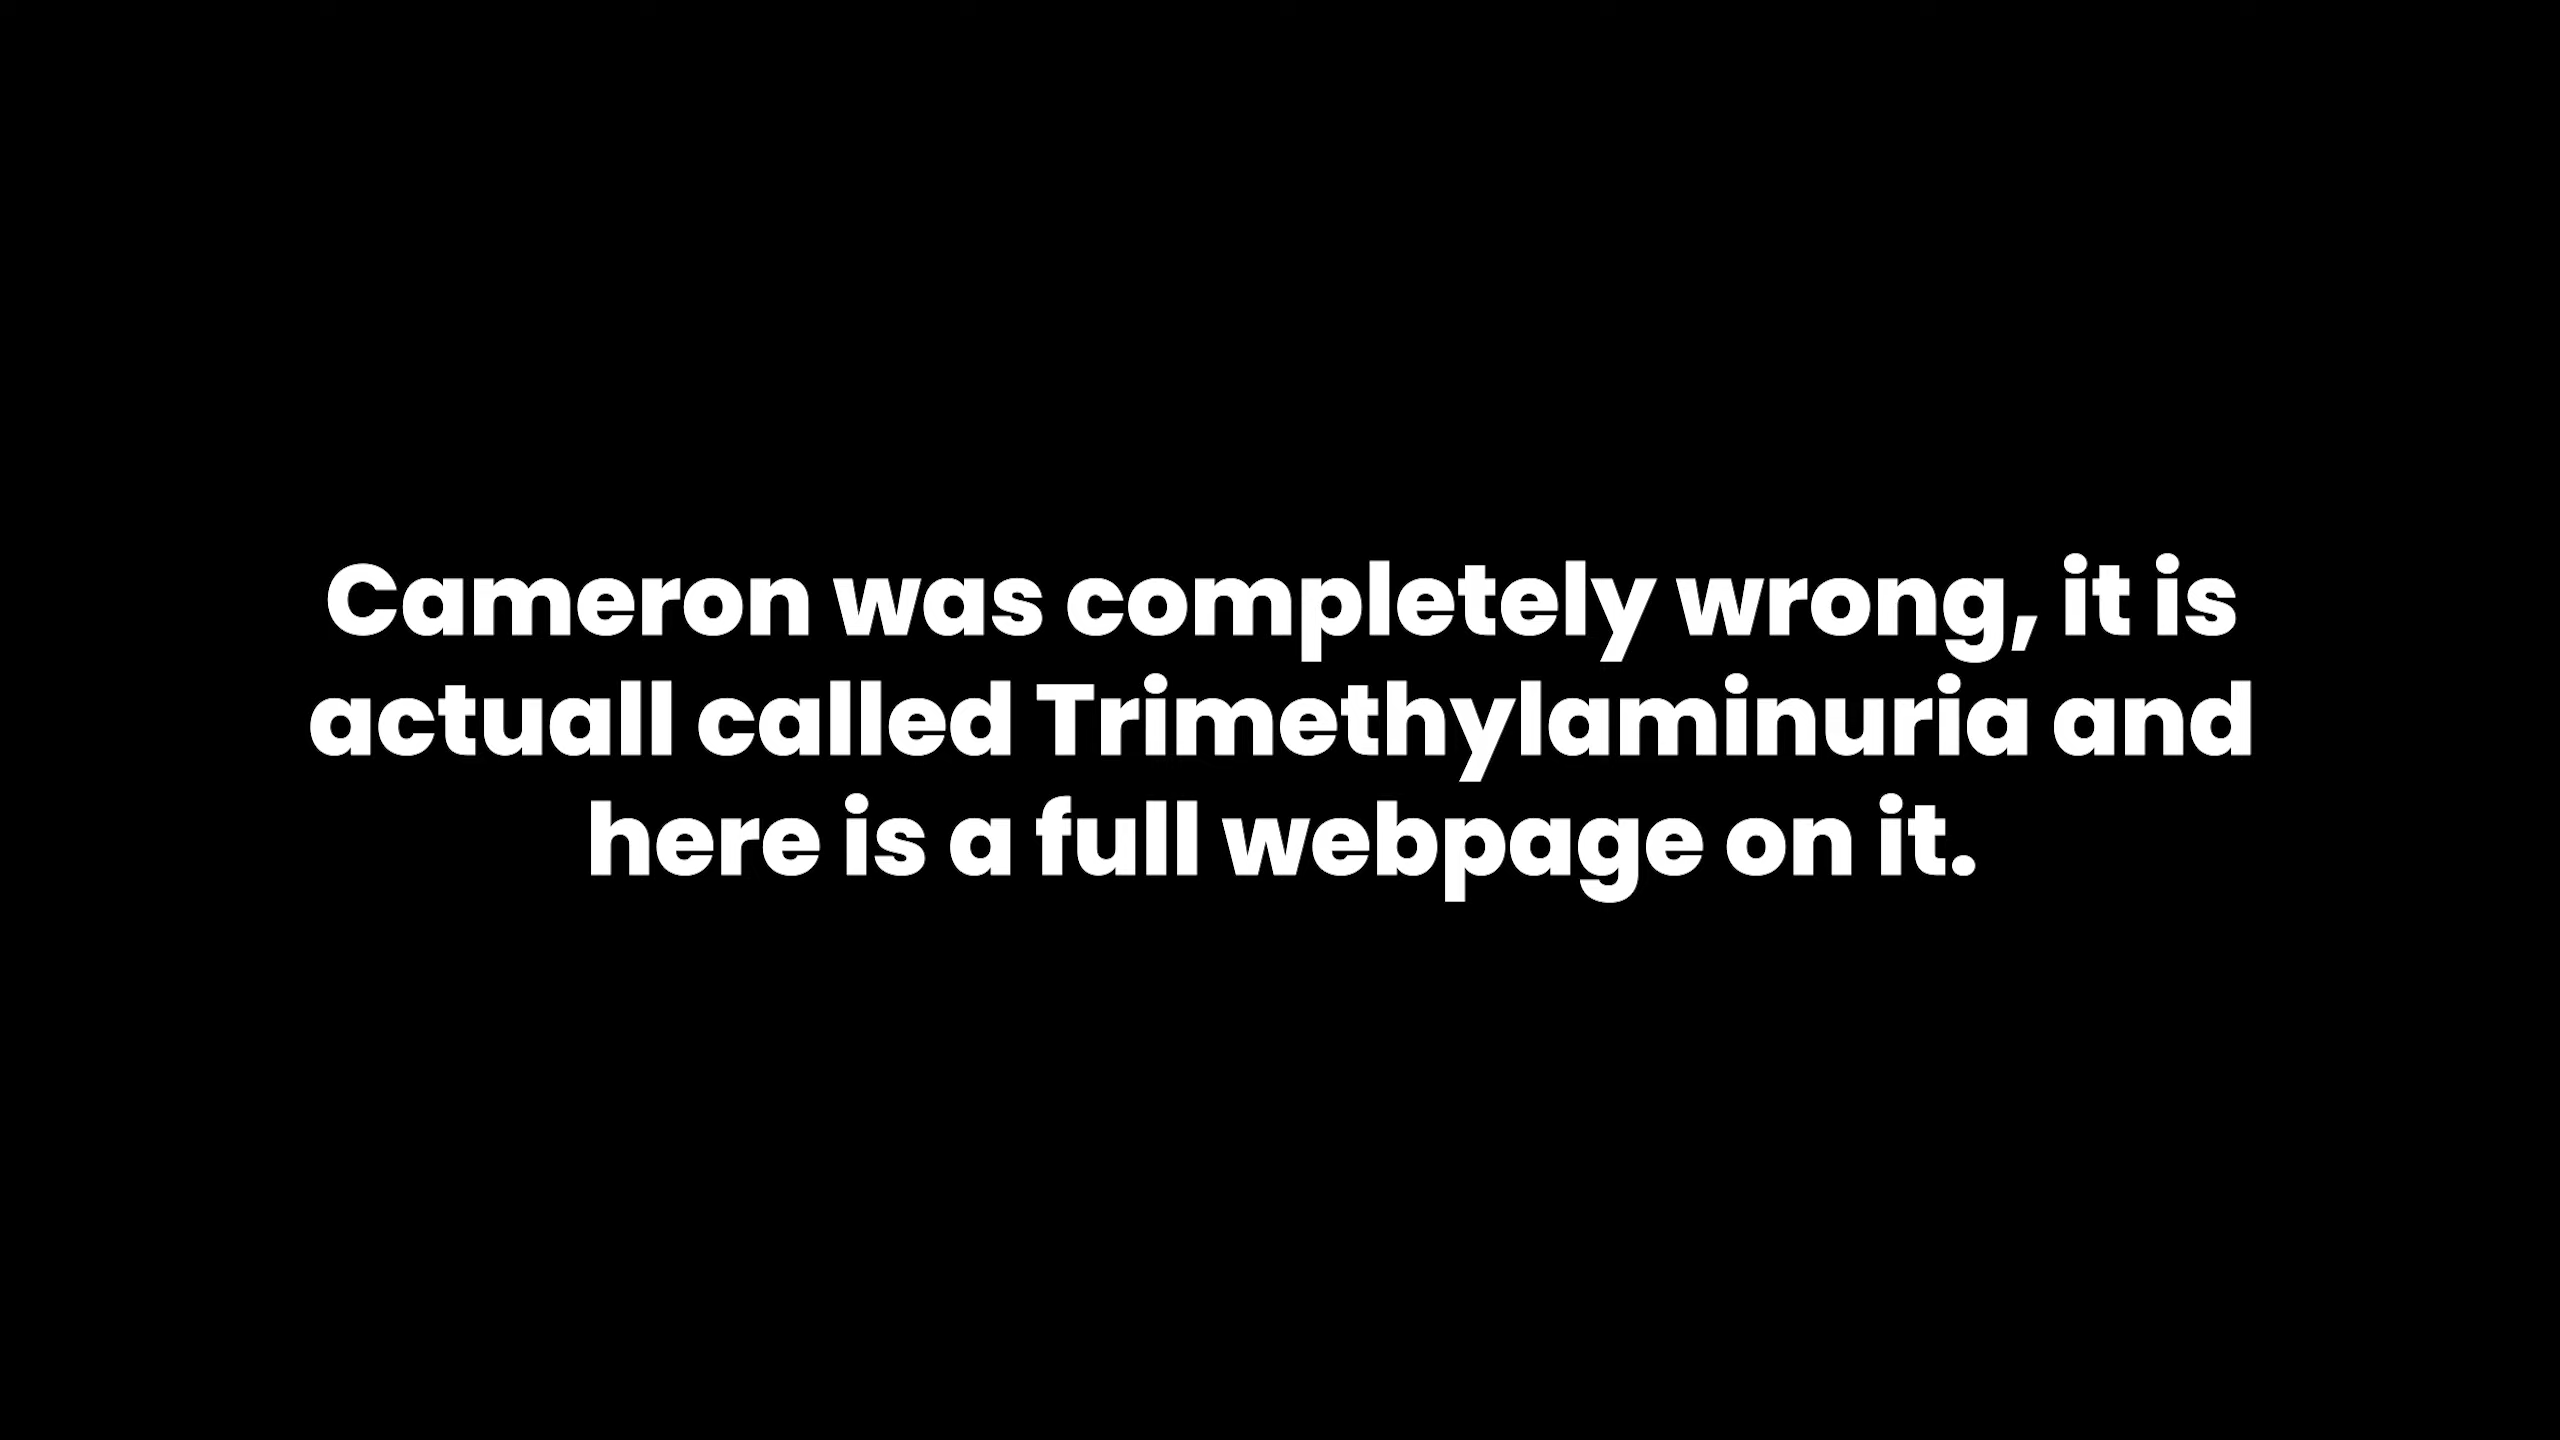 Cameron was completely wrong, it is
actuall called Trimethylaminuria and
here is a full webpage on it.